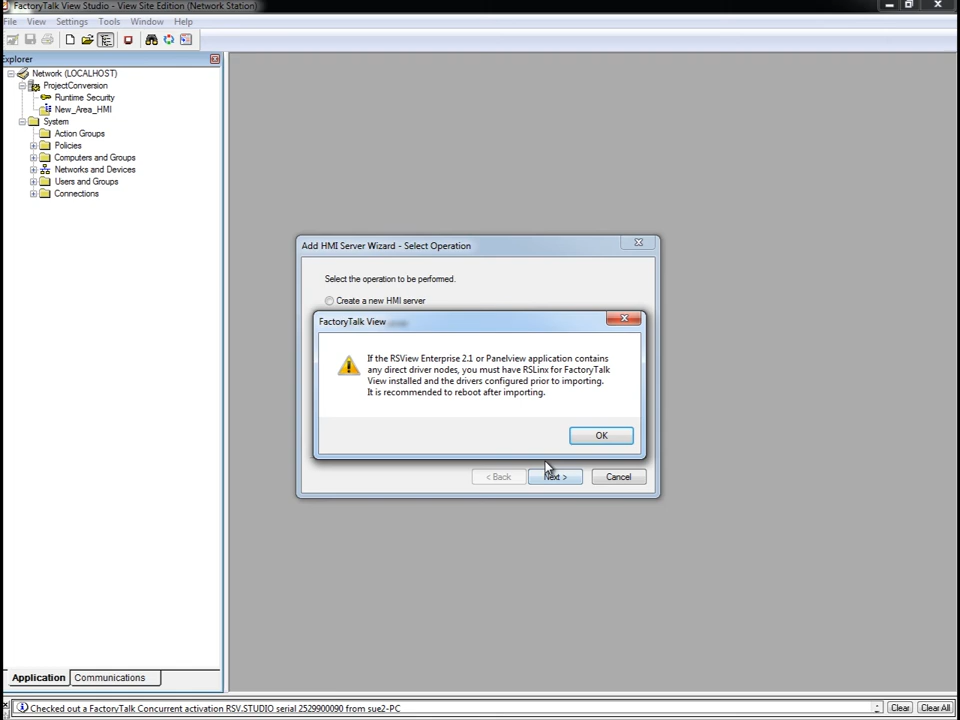 FactoryTalk View Studio - View Site Edition (Network Station)
File View Settings Tools Window Help
Explorer
Network (LOCALHOST)
ProjectConversion
Runtime Security
New_Area_HMI
System
Action Groups
Policies
Computers and Groups
Networks and Devices
Users and Groups
Connections
Add HMI Server Wizard - Select Operation
Select the operation to be performed.
Create a new HMI server
FactoryTalk View
If the RSView Enterprise 2.1 or Panelview application contains
any direct driver nodes, you must have RSLinx for FactoryTalk
View installed and the drivers configured prior to importing.
It is recommended to reboot after importing.
OK
< Back Next > Cancel
Application Communications
Checked out a FactoryTalk Concurrent activation RSV.STUDIO serial 2529900090 from sue2-PC
Clear Clear All